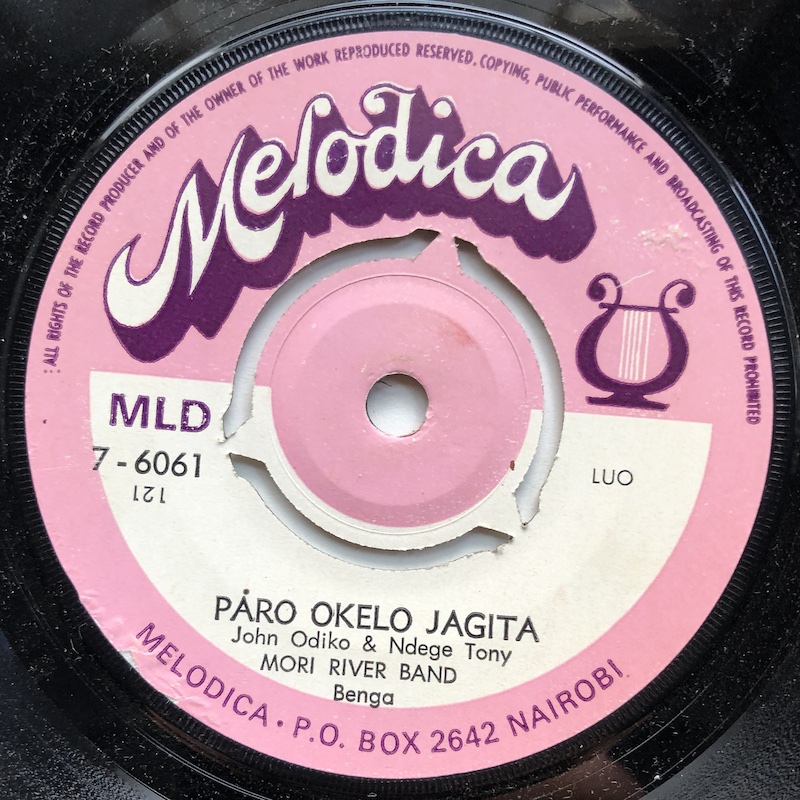 ALL RIGHTS OF THE RECORD PRODUCER AND OF THE OWNER OF THE WORK REPRODUCED RESERVED. COPYING, PUBLIC PERFORMANCE AND BROADCASTING OF THIS RECORD PROHIBITED
Melodica
MLD
7-6061
121
LUO
PȦRO OKELO JAGITA
John Odiko & Ndege Tony
MORI RIVER BAND
Benga
MELODICA • P.O. BOX 2642 NAIROBI.